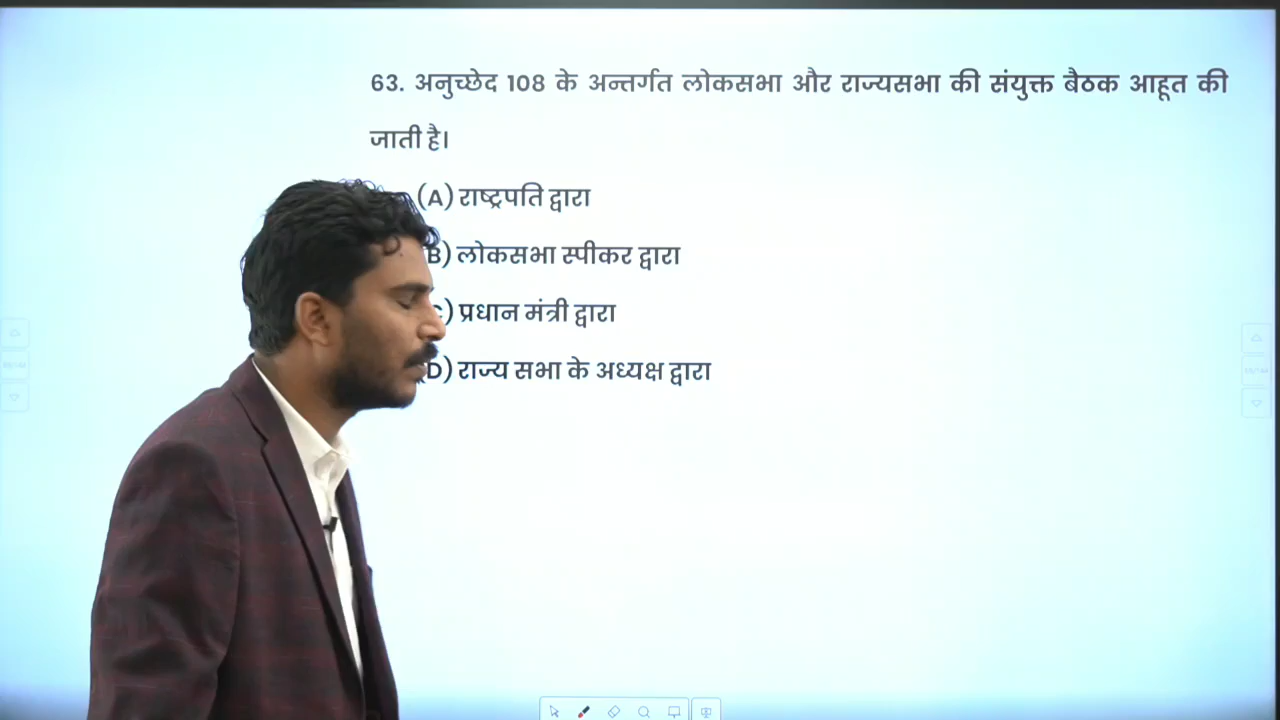 63. अनुच्छेद 108 के अन्तर्गत लोकसभा और राज्यसभा की संयुक्त बैठक आहूत की
जाती है।
(A) राष्ट्रपति द्वारा
B) लोकसभा स्पीकर द्वारा
) प्रधान मंत्री द्वारा
D) राज्य सभा के अध्यक्ष द्वारा